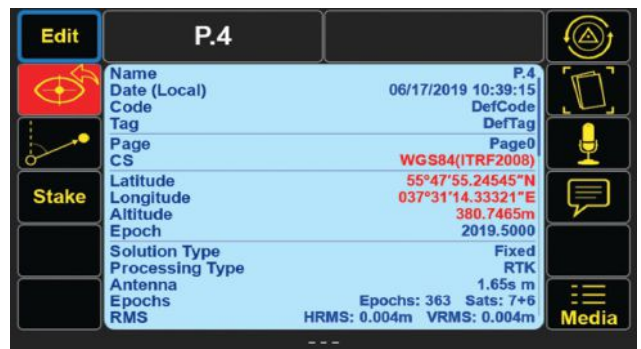 Edit P.4
Name P.4
Date (Local) 06/17/2019 10:39:15
Code DefCode
Tag DefTag
Page Page0
CS WGS84(ITRF2008)
Stake
Latitude 55°47'55.24545"N
Longitude 037°31'14.33321"E
Altitude 380.7465m
Epoch 2019.5000
Solution Type Fixed
Processing Type RTK
Antenna 1.65s m
Epochs Epochs: 363 Sats: 7+6
RMS HRMS: 0.004m VRMS: 0.004m
Media
---